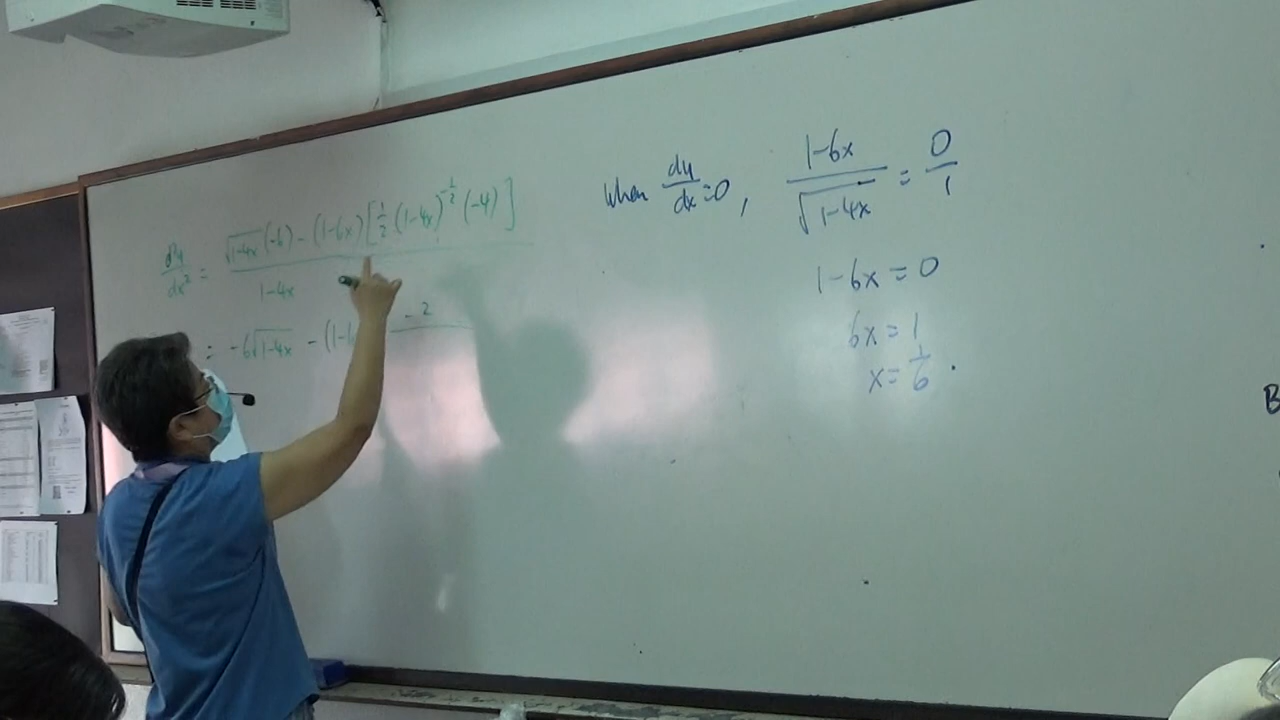 d²y/dx² = (√(1-4x) (-6) - (1-6x)[½(1-4x)^(-½) (-4)]) / (1-4x)
= -6√(1-4x) - (1- -2
When dy/dx = 0, (1-6x)/√(1-4x) = 0/1
1-6x = 0
6x = 1
x = 1/6 .
B